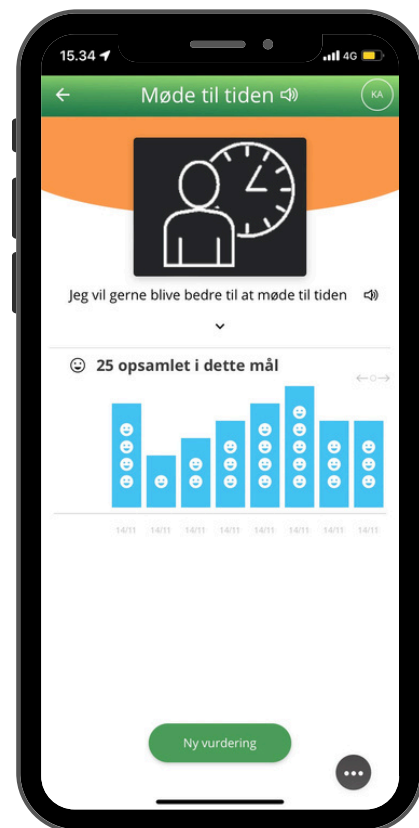 15.34 4G
Møde til tiden KA
Jeg vil gerne blive bedre til at møde til tiden
25 opsamlet i dette mål
14/11 14/11 14/11 14/11 14/11 14/11 14/11 14/11
Ny vurdering